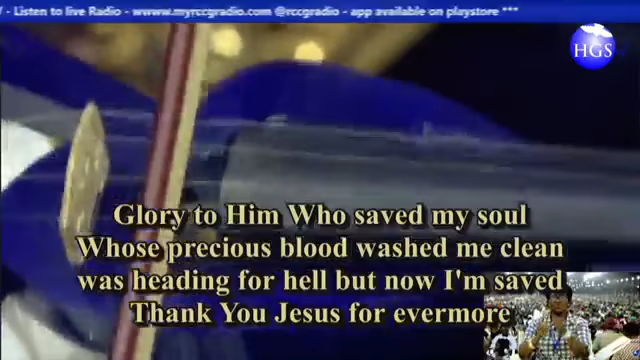 / - Listen to live Radio - wwww.myrccgradio.com @rccgradio - app available on playstore ***
HGS
Glory to Him Who saved my soul
Whose precious blood washed me clean
was heading for hell but now I'm saved
Thank You Jesus for evermore